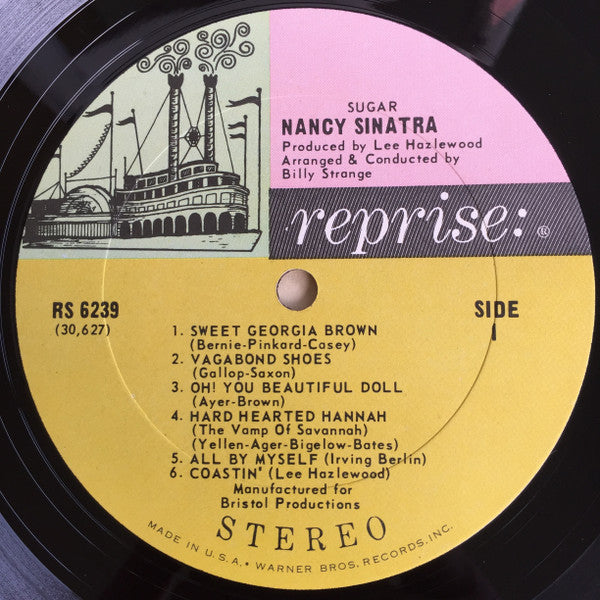 SUGAR
NANCY SINATRA
Produced by Lee Hazlewood
Arranged & Conducted by
Billy Strange
reprise: ®
RS 6239
(30,627)
SIDE
1
1. SWEET GEORGIA BROWN
(Bernie-Pinkard-Casey)
2. VAGABOND SHOES
(Gallop-Saxon)
3. OH! YOU BEAUTIFUL DOLL
(Ayer-Brown)
4. HARD HEARTED HANNAH
(The Vamp Of Savannah)
(Yellen-Ager-Bigelow-Bates)
5. ALL BY MYSELF (Irving Berlin)
6. COASTIN' (Lee Hazlewood)
Manufactured for
Bristol Productions
STEREO
MADE IN U.S.A. • WARNER BROS. RECORDS, INC.